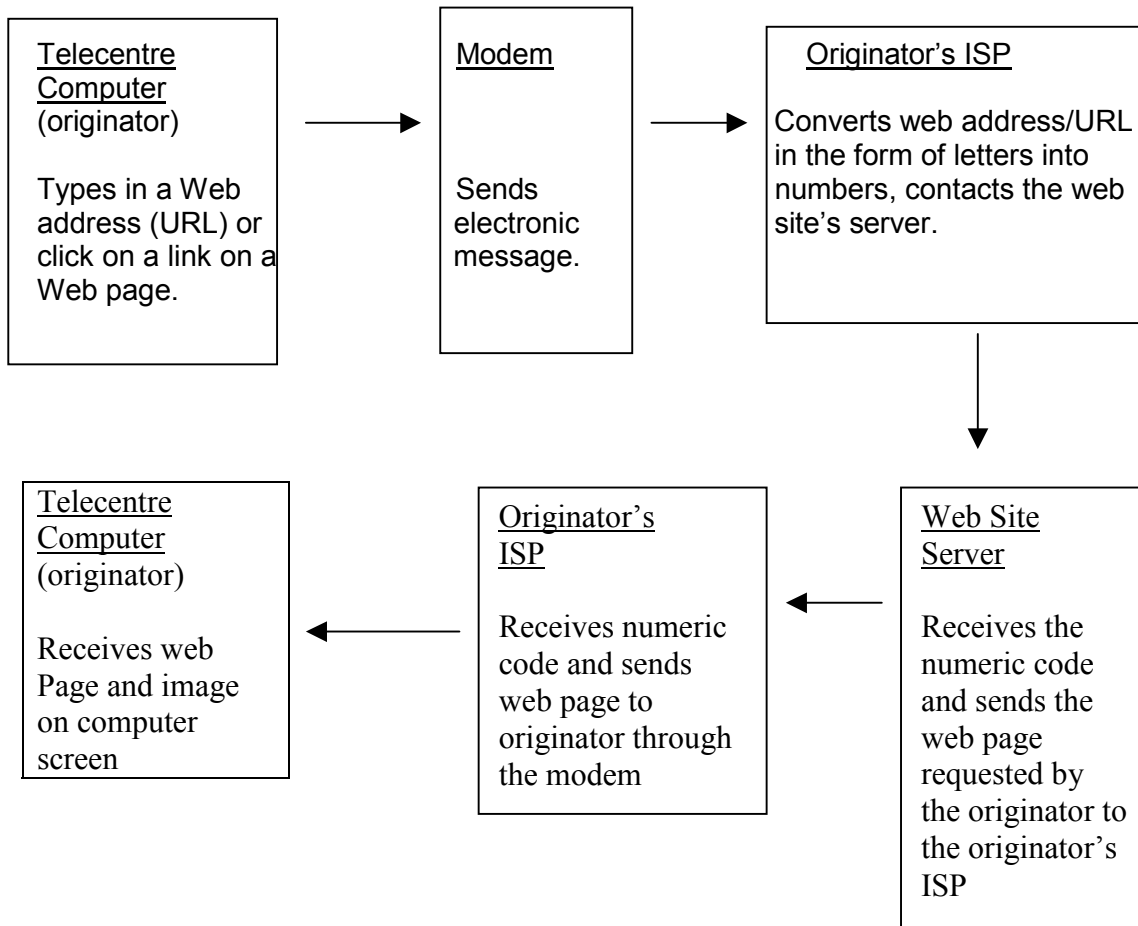 Telecentre
Computer
(originator)
Types in a Web
address (URL) or
click on a link on a
Web page.
Modem
Sends
electronic
message.
Originator's ISP
Converts web address/URL
in the form of letters into
numbers, contacts the web
site's server.
Web Site
Server
Receives the
numeric code
and sends the
web page
requested by
the originator to
the originator's
ISP
Originator's
ISP
Receives numeric
code and sends
web page to
originator through
the modem
Telecentre
Computer
(originator)
Receives web
Page and image
on computer
screen